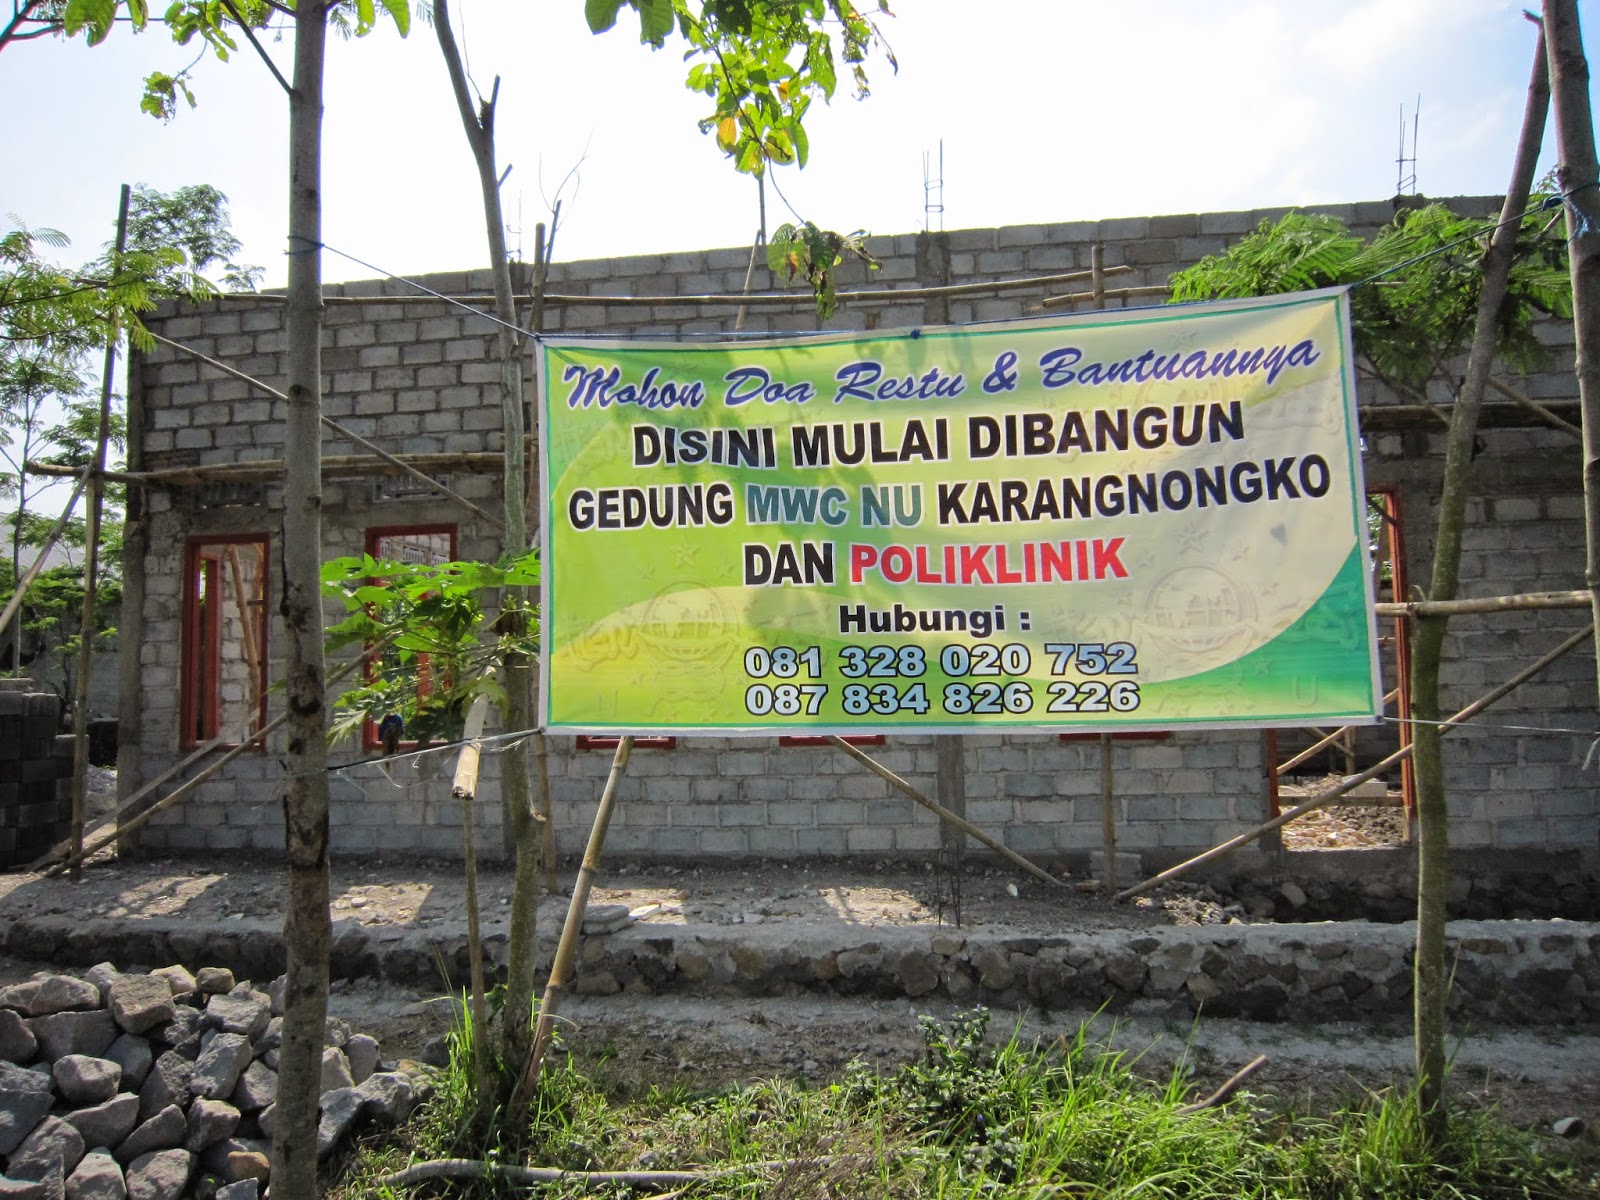 Mohon Doa Restu & Bantuannya
DISINI MULAI DIBANGUN
GEDUNG MWC NU KARANGNONGKO
DAN POLIKLINIK
Hubungi :
081 328 020 752
087 834 826 226